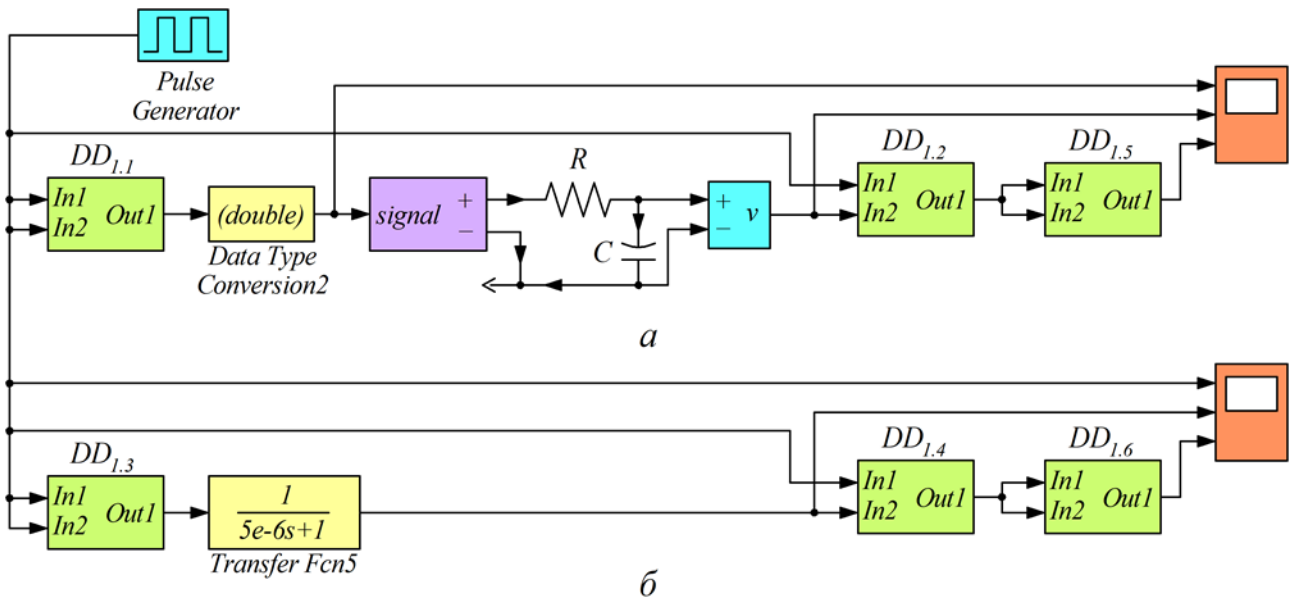 Pulse
Generator
DD1.1
In1
In2
Out1
(double)
Data Type
Conversion2
signal
+
−
R
C
+
−
v
DD1.2
In1
In2
Out1
DD1.5
In1
In2
Out1
а
DD1.3
In1
In2
Out1
1
5e-6s+1
Transfer Fcn5
DD1.4
In1
In2
Out1
DD1.6
In1
In2
Out1
б